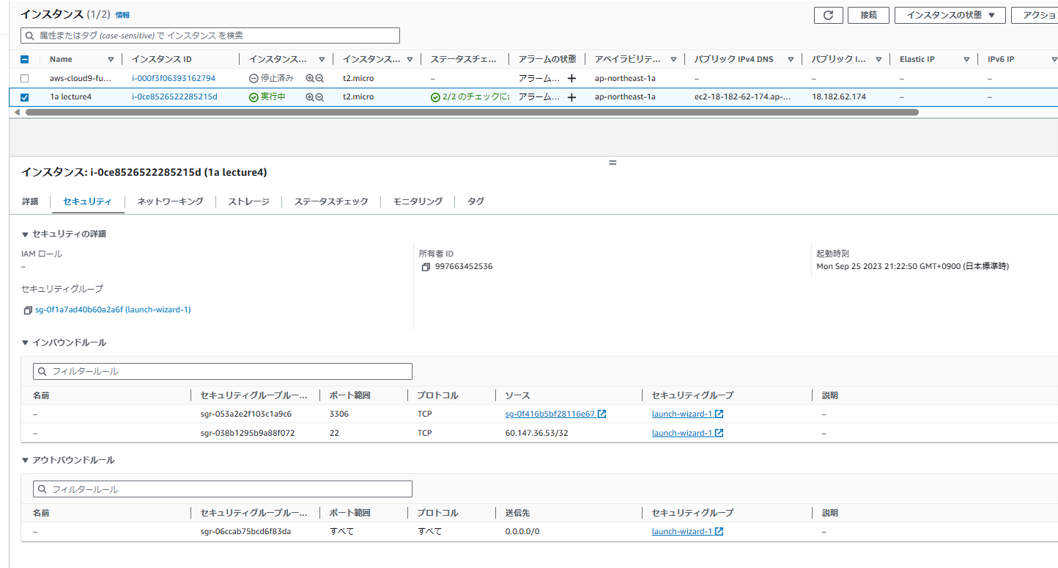 インスタンス (1/2) 情報
接続 インスタンスの状態 ▼ アクショ
属性またはタグ (case-sensitive) で インスタンス を検索
Name インスタンス ID インスタンス... インスタンス... ステータスチェ... アラームの状態 アベイラビリテ... パブリック IPv4 DNS パブリック I... Elastic IP IPv6 IP
aws-cloud9-fu... i-000f3f06393162794 停止済み t2.micro – アラーム... + ap-northeast-1a – – – –
1a lecture4 i-0ce8526522285215d 実行中 t2.micro 2/2 のチェックに アラーム... + ap-northeast-1a ec2-18-182-62-174.ap-... 18.182.62.174 – –
インスタンス: i-0ce8526522285215d (1a lecture4)
詳細 セキュリティ ネットワーキング ストレージ ステータスチェック モニタリング タグ
▼ セキュリティの詳細
IAM ロール 所有者 ID 起動時刻
– 997663452536 Mon Sep 25 2023 21:22:50 GMT+0900 (日本標準時)
セキュリティグループ
sg-0f1a7ad40b60a2a6f (launch-wizard-1)
▼ インバウンドルール
フィルタールール
名前 セキュリティグループルー... ポート範囲 プロトコル ソース セキュリティグループ 説明
– sgr-053a2e2f103c1a9c6 3306 TCP sg-0f416b5bf28116e67 launch-wizard-1 –
– sgr-038b1295b9a88f072 22 TCP 60.147.36.53/32 launch-wizard-1 –
▼ アウトバウンドルール
フィルタールール
名前 セキュリティグループルー... ポート範囲 プロトコル 送信先 セキュリティグループ 説明
– sgr-06ccab75bcd6f83da すべて すべて 0.0.0.0/0 launch-wizard-1 –